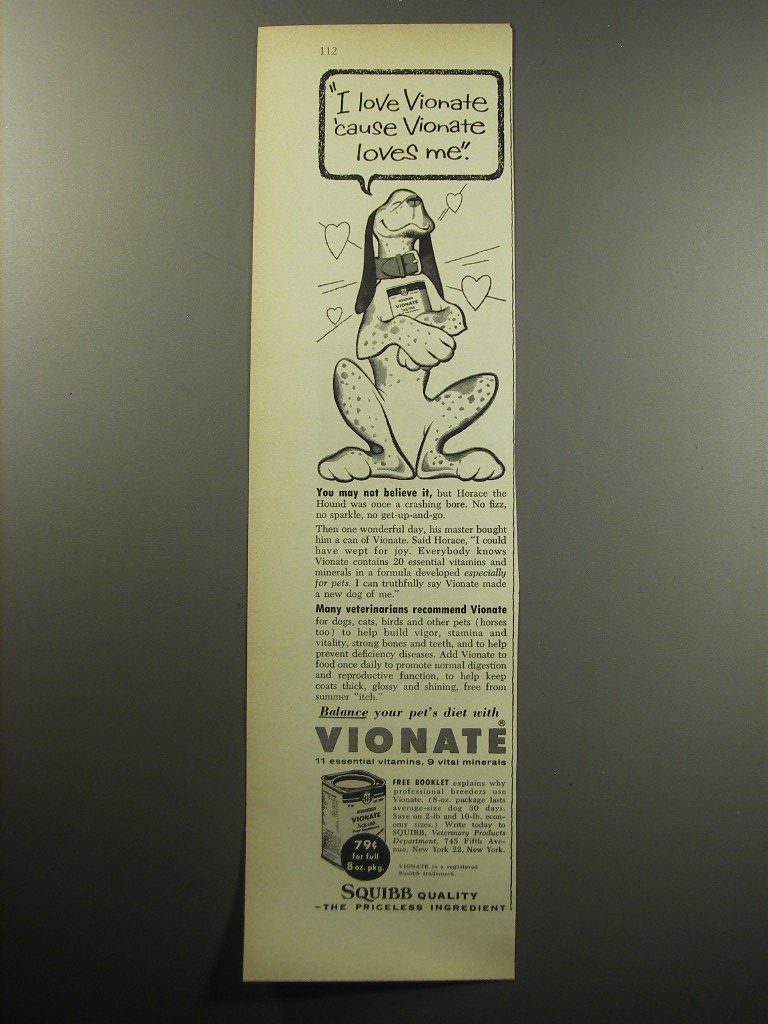 112
"I love Vionate
'cause Vionate
loves me".
VIONATE
You may not believe it, but Horace the
Hound was once a crashing bore. No fizz,
no sparkle, no get-up-and-go.
Then one wonderful day, his master bought
him a can of Vionate. Said Horace, "I could
have wept for joy. Everybody knows
Vionate contains 20 essential vitamins and
minerals in a formula developed especially
for pets. I can truthfully say Vionate made
a new dog of me."
Many veterinarians recommend Vionate
for dogs, cats, birds and other pets (horses
too) to help build vigor, stamina and
vitality, strong bones and teeth, and to help
prevent deficiency diseases. Add Vionate to
food once daily to promote normal digestion
and reproductive function, to help keep
coats thick, glossy and shining, free from
summer "itch."
Balance your pet's diet with
VIONATE®
11 essential vitamins, 9 vital minerals
VIONATE
SQUIBB
79¢
for full
8 oz. pkg.
FREE BOOKLET explains why
professional breeders use
Vionate. (8-oz. package lasts
average-size dog 30 days.
Save on 2-lb and 10-lb. econ-
omy sizes.) Write today to
SQUIBB, Veterinary Products
Department, 745 Fifth Ave-
nue, New York 22, New York.
VIONATE is a registered
Squibb trademark.
SQUIBB QUALITY
—THE PRICELESS INGREDIENT